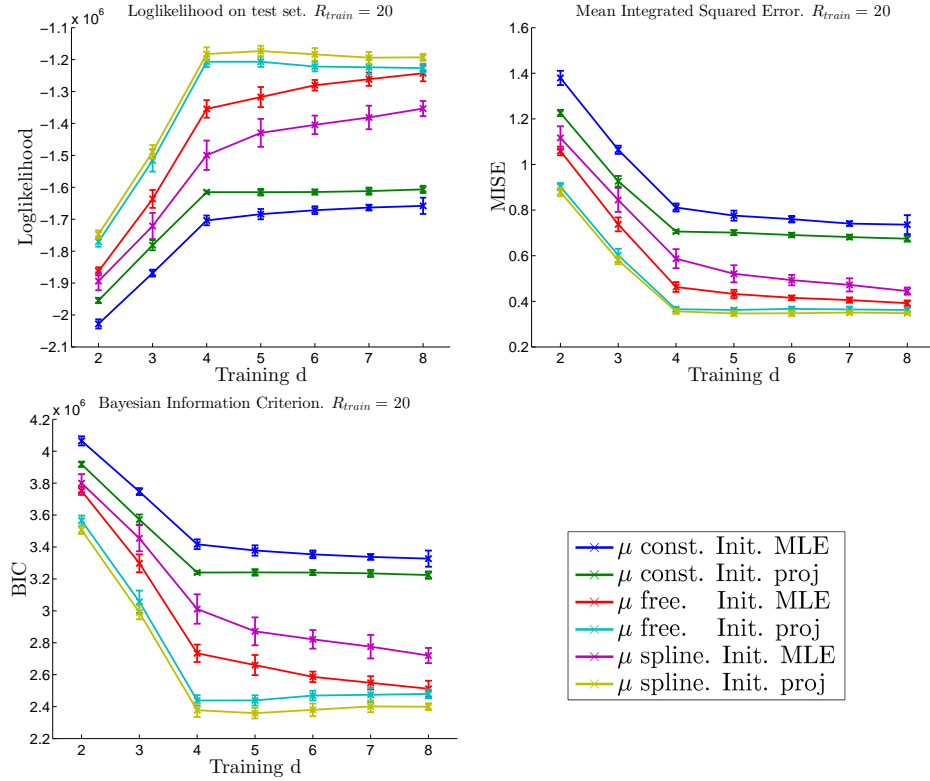 Loglikelihood on test set. R_train = 20
x 10^6
−1.1
−1.2
−1.3
−1.4
−1.5
−1.6
−1.7
−1.8
−1.9
−2
−2.1
Loglikelihood
2 3 4 5 6 7 8
Training d
Mean Integrated Squared Error. R_train = 20
1.6
1.4
1.2
1
0.8
0.6
0.4
0.2
MISE
2 3 4 5 6 7 8
Training d
Bayesian Information Criterion. R_train = 20
x 10^6
4.2
4
3.8
3.6
3.4
3.2
3
2.8
2.6
2.4
2.2
BIC
2 3 4 5 6 7 8
Training d
μ const. Init. MLE
μ const. Init. proj
μ free. Init. MLE
μ free. Init. proj
μ spline. Init. MLE
μ spline. Init. proj